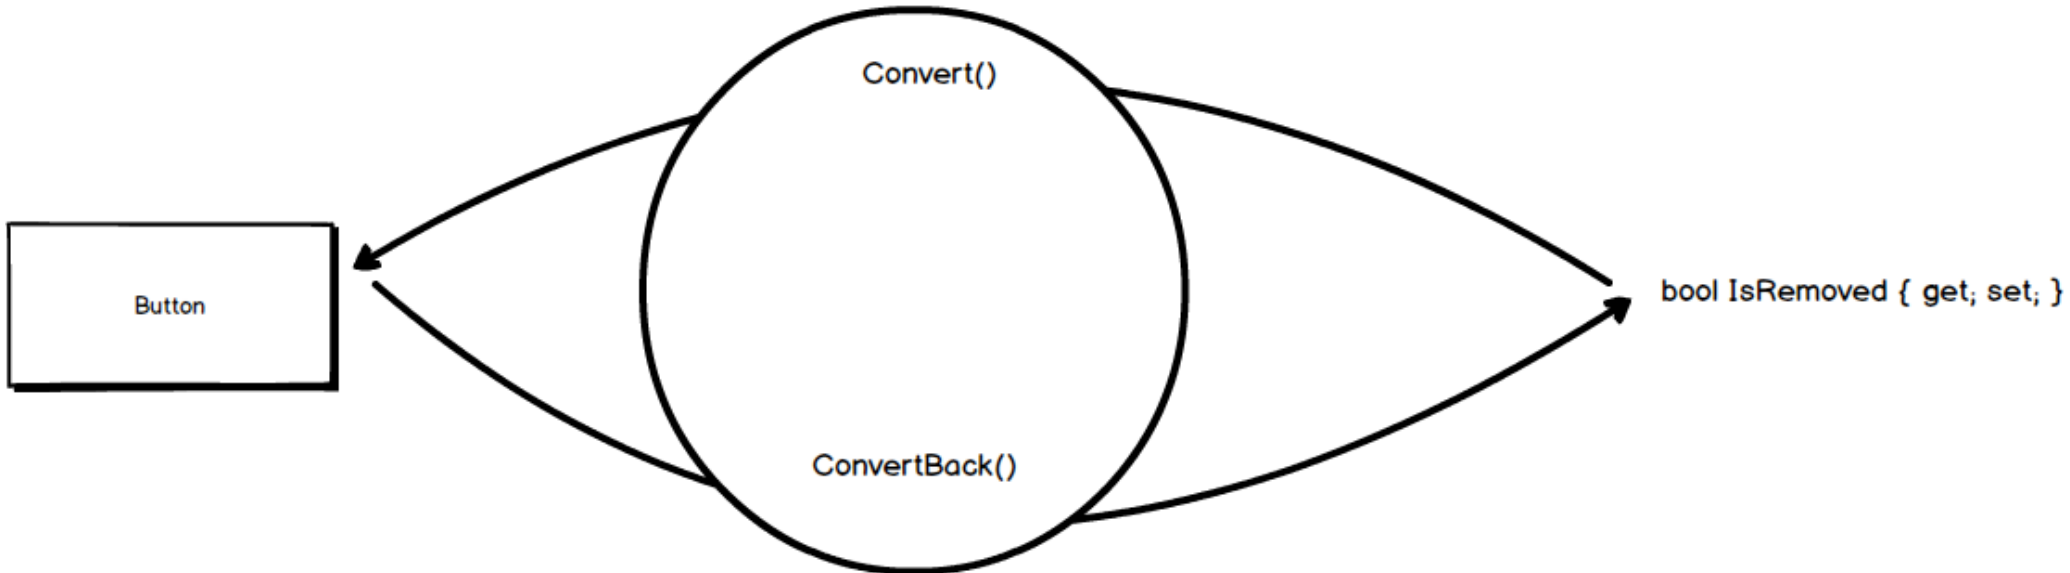 Convert()
Button
bool IsRemoved { get; set; }
ConvertBack()